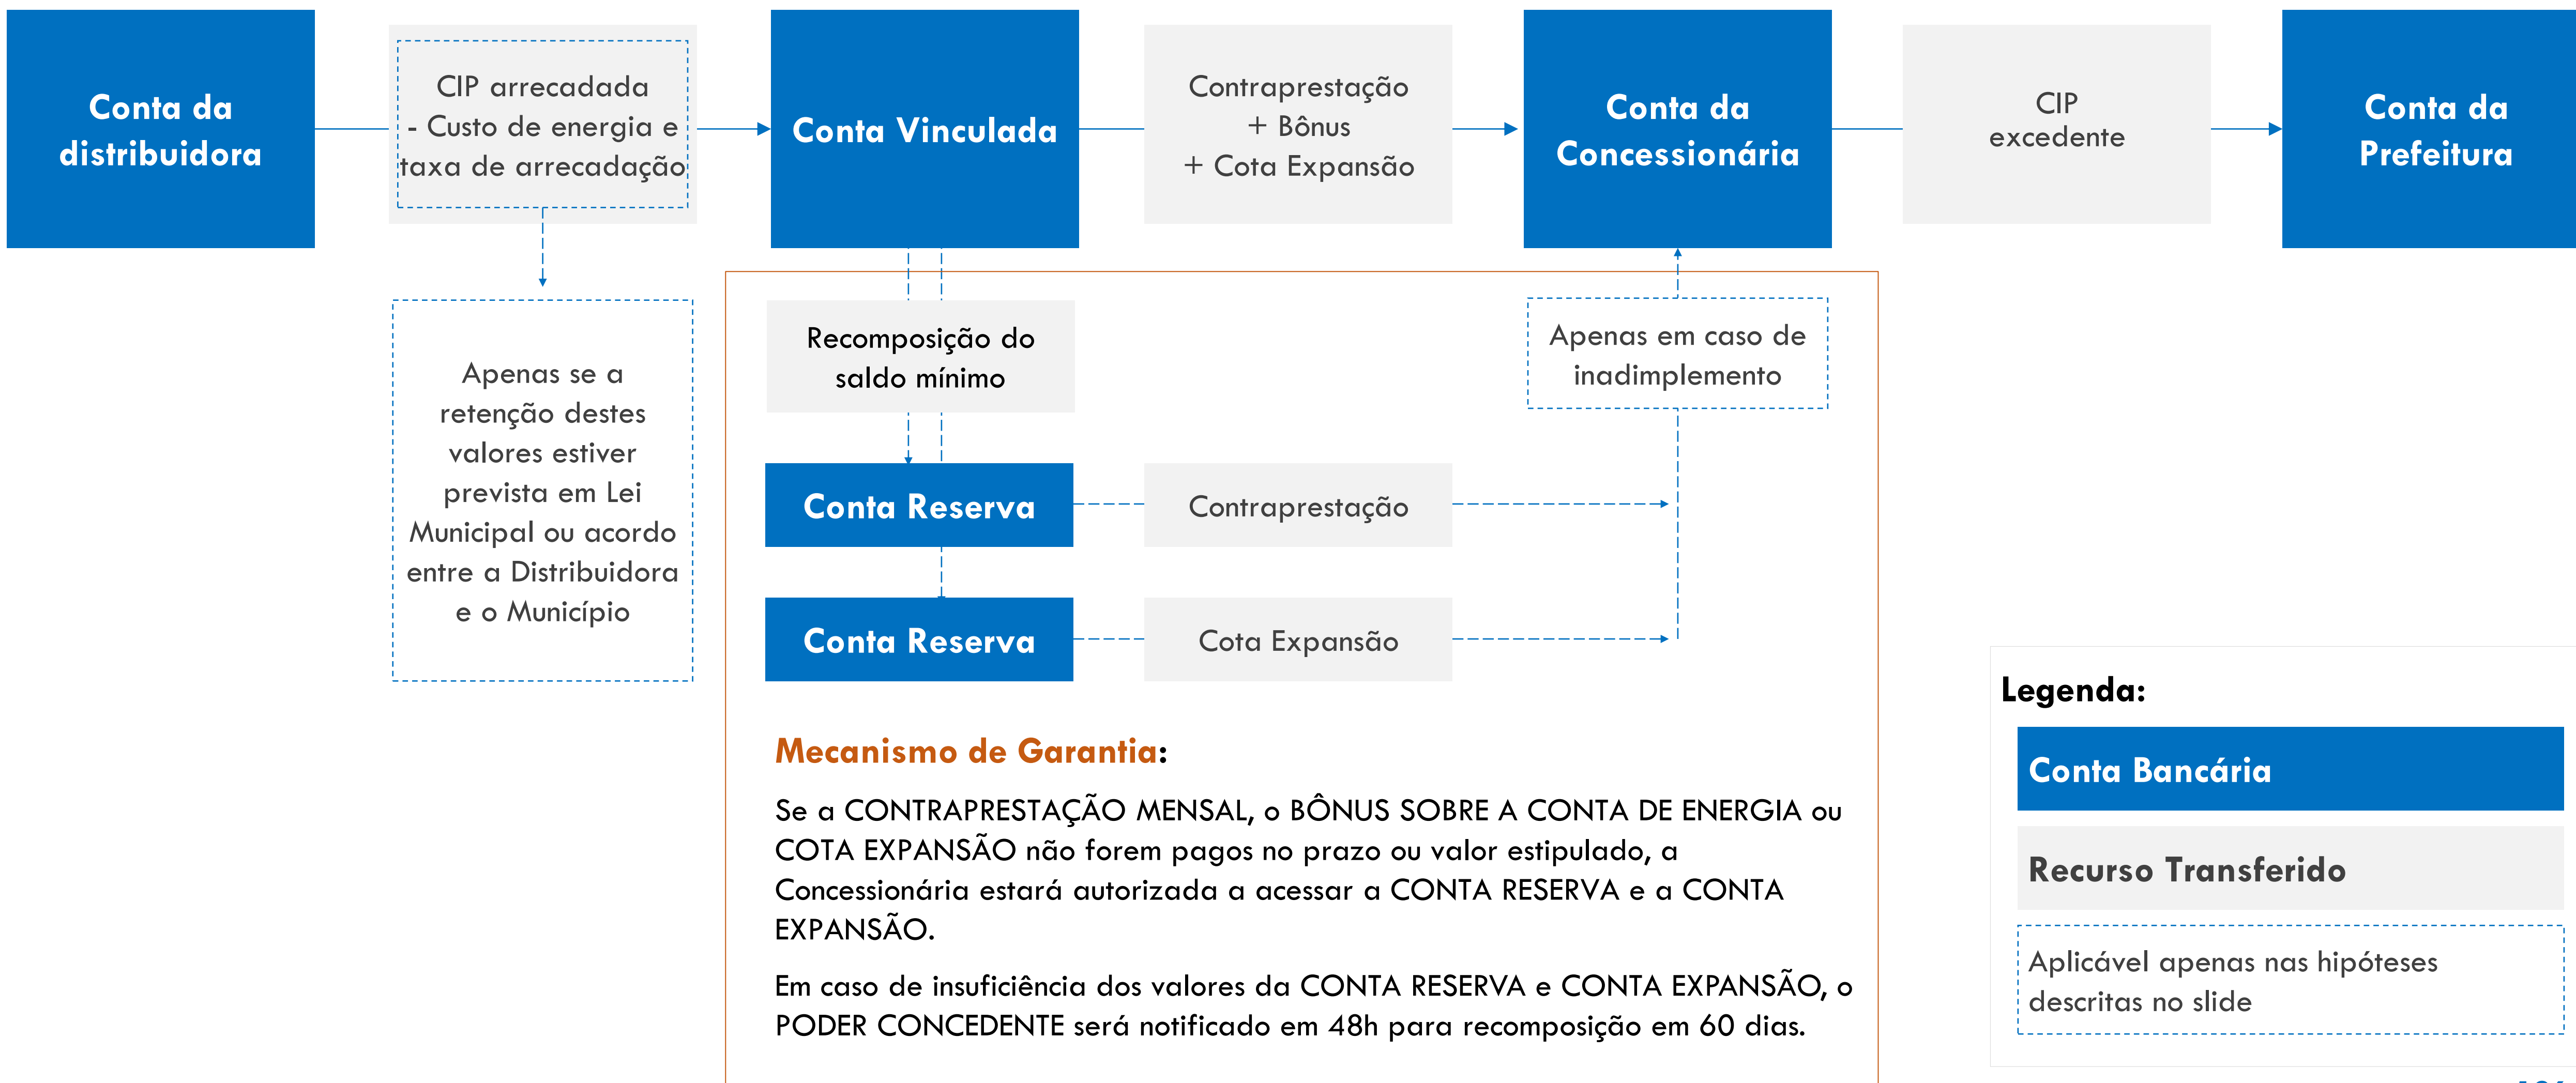 Conta da
distribuidora
CIP arrecadada
- Custo de energia e
taxa de arrecadação
Conta Vinculada
Contraprestação
+ Bônus
+ Cota Expansão
Conta da
Concessionária
CIP
excedente
Conta da
Prefeitura
Apenas se a
retenção destes
valores estiver
prevista em Lei
Municipal ou acordo
entre a Distribuidora
e o Município
Recomposição do
saldo mínimo
Apenas em caso de
inadimplemento
Conta Reserva
Contraprestação
Conta Reserva
Cota Expansão
Mecanismo de Garantia:
Se a CONTRAPRESTAÇÃO MENSAL, o BÔNUS SOBRE A CONTA DE ENERGIA ou
COTA EXPANSÃO não forem pagos no prazo ou valor estipulado, a
Concessionária estará autorizada a acessar a CONTA RESERVA e a CONTA
EXPANSÃO.
Em caso de insuficiência dos valores da CONTA RESERVA e CONTA EXPANSÃO, o
PODER CONCEDENTE será notificado em 48h para recomposição em 60 dias.
Legenda:
Conta Bancária
Recurso Transferido
Aplicável apenas nas hipóteses
descritas no slide